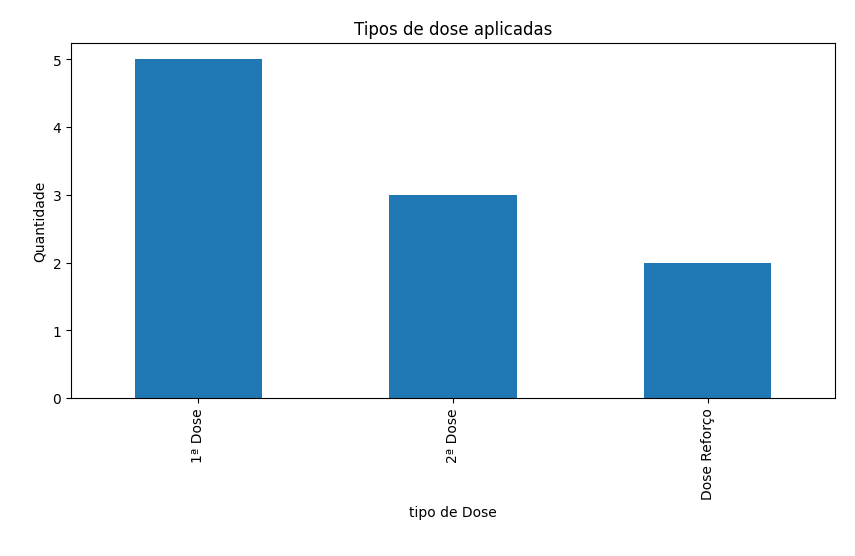 Tipos de dose aplicadas
Quantidade
5
4
3
2
1
0
1ª Dose
2ª Dose
Dose Reforço
tipo de Dose